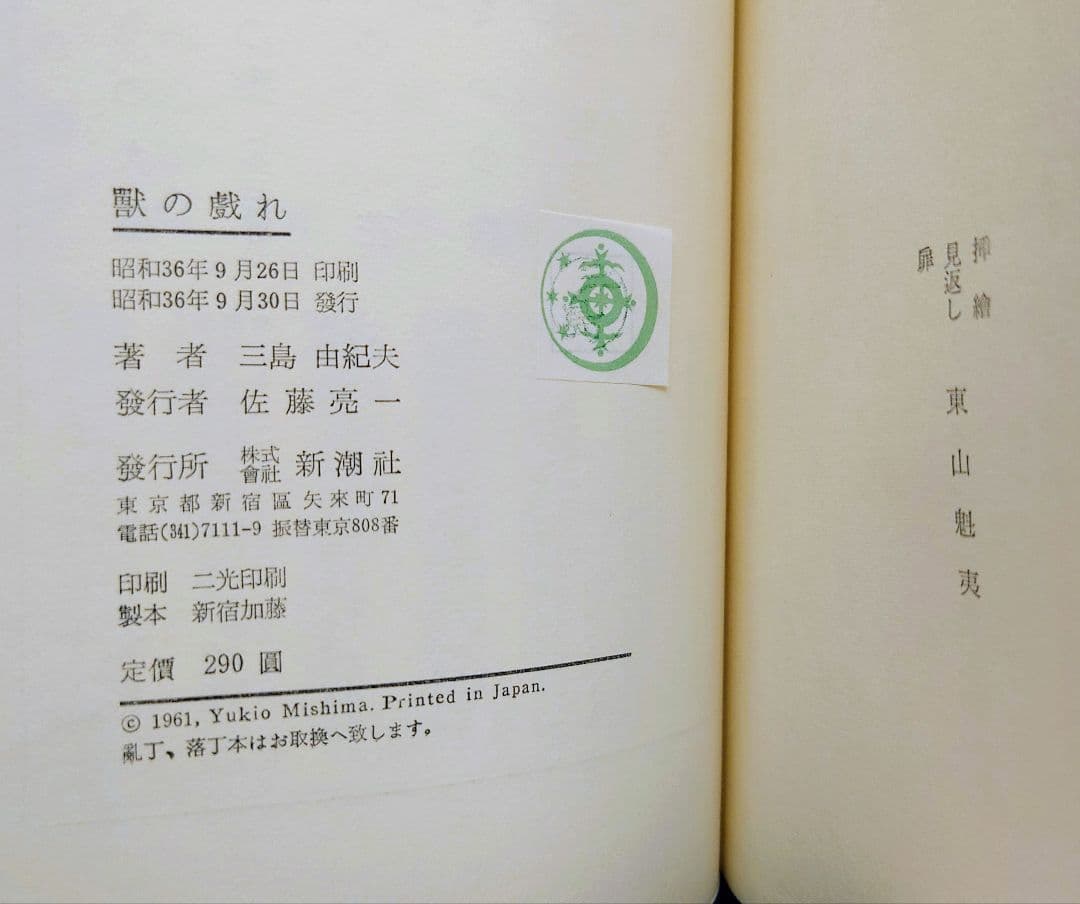 獸の戲れ
昭和36年9月26日 印刷
昭和36年9月30日 發行
著者 三島 由紀夫
發行者 佐藤亮一
發行所 株式會社 新潮社
東京都新宿區矢來町71
電話(341)7111-9 振替東京808番
印刷 二光印刷
製本 新宿加藤
定價 290 圓
© 1961, Yukio Mishima. Printed in Japan.
亂丁、落丁本はお取換へ致します。
挿繪
見返し 東山魁夷
扉